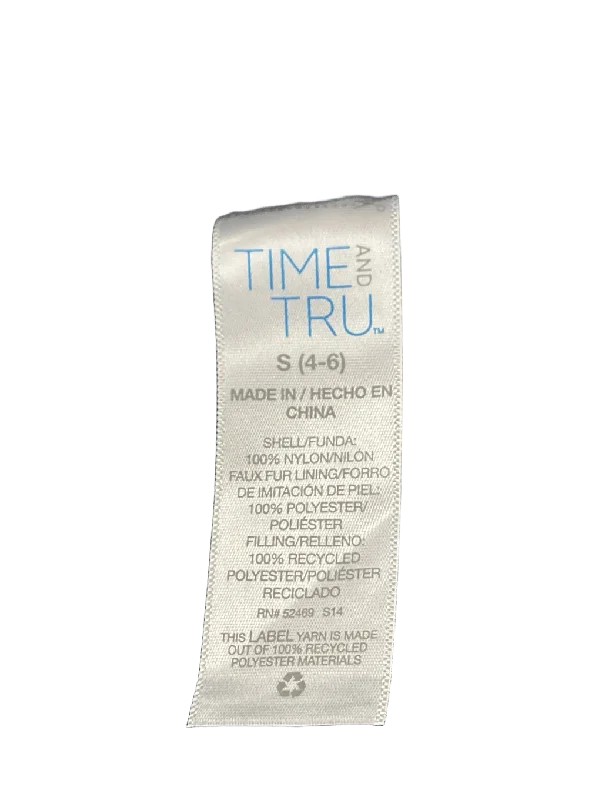 TIME AND
TRU™
S (4-6)
MADE IN / HECHO EN
CHINA
SHELL/FUNDA:
100% NYLON/NILÓN
FAUX FUR LINING/FORRO
DE IMITACIÓN DE PIEL:
100% POLYESTER/
POLIÉSTER
FILLING/RELLENO:
100% RECYCLED
POLYESTER/POLIÉSTER
RECICLADO
RN# 52469 S14
THIS LABEL YARN IS MADE
OUT OF 100% RECYCLED
POLYESTER MATERIALS